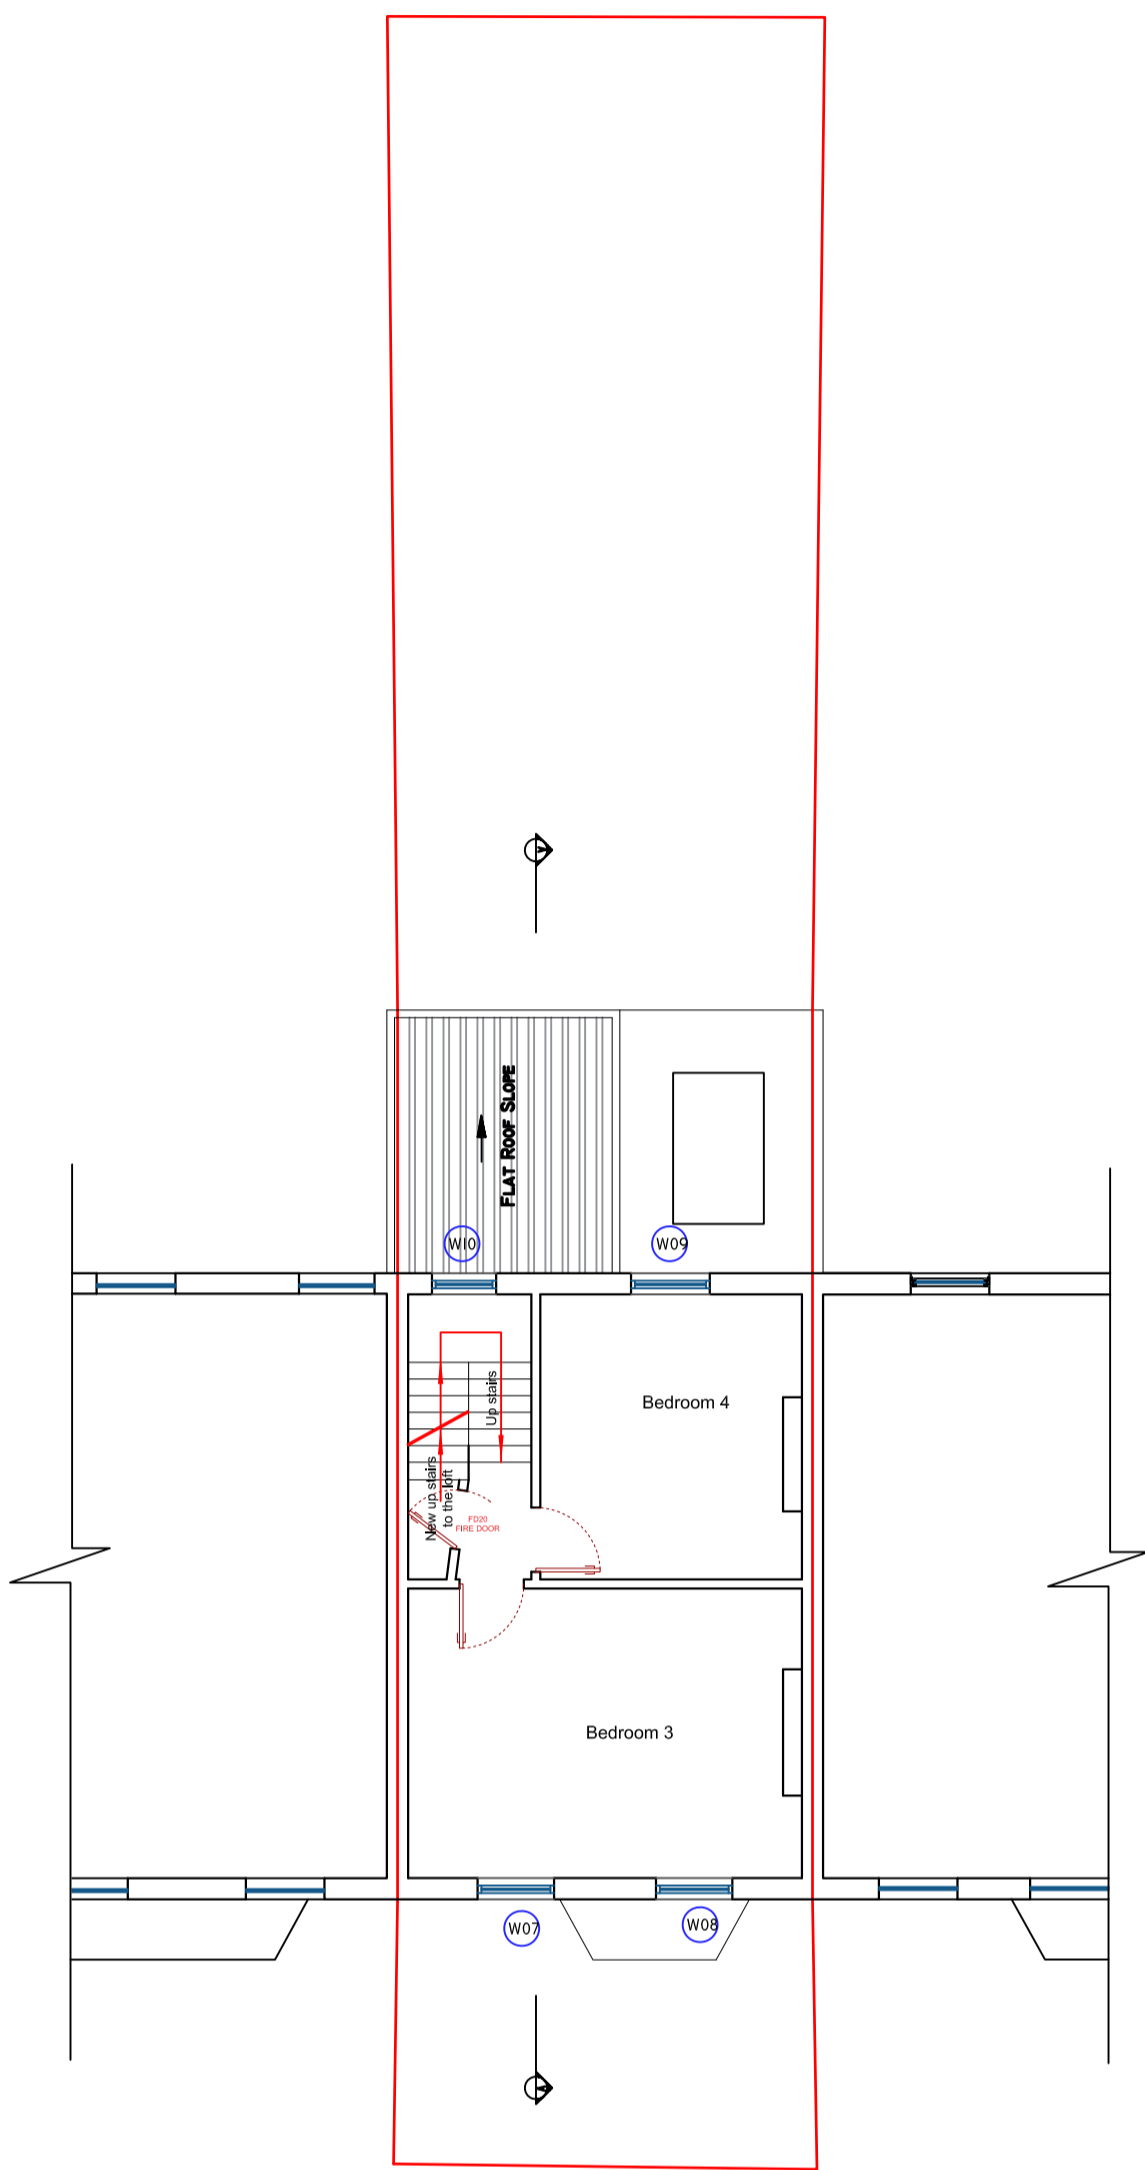 FLAT ROOF SLOPE
W10
W09
Up stairs
Bedroom 4
New up stairs
to the loft
FD20
FIRE DOOR
Bedroom 3
W07
W08